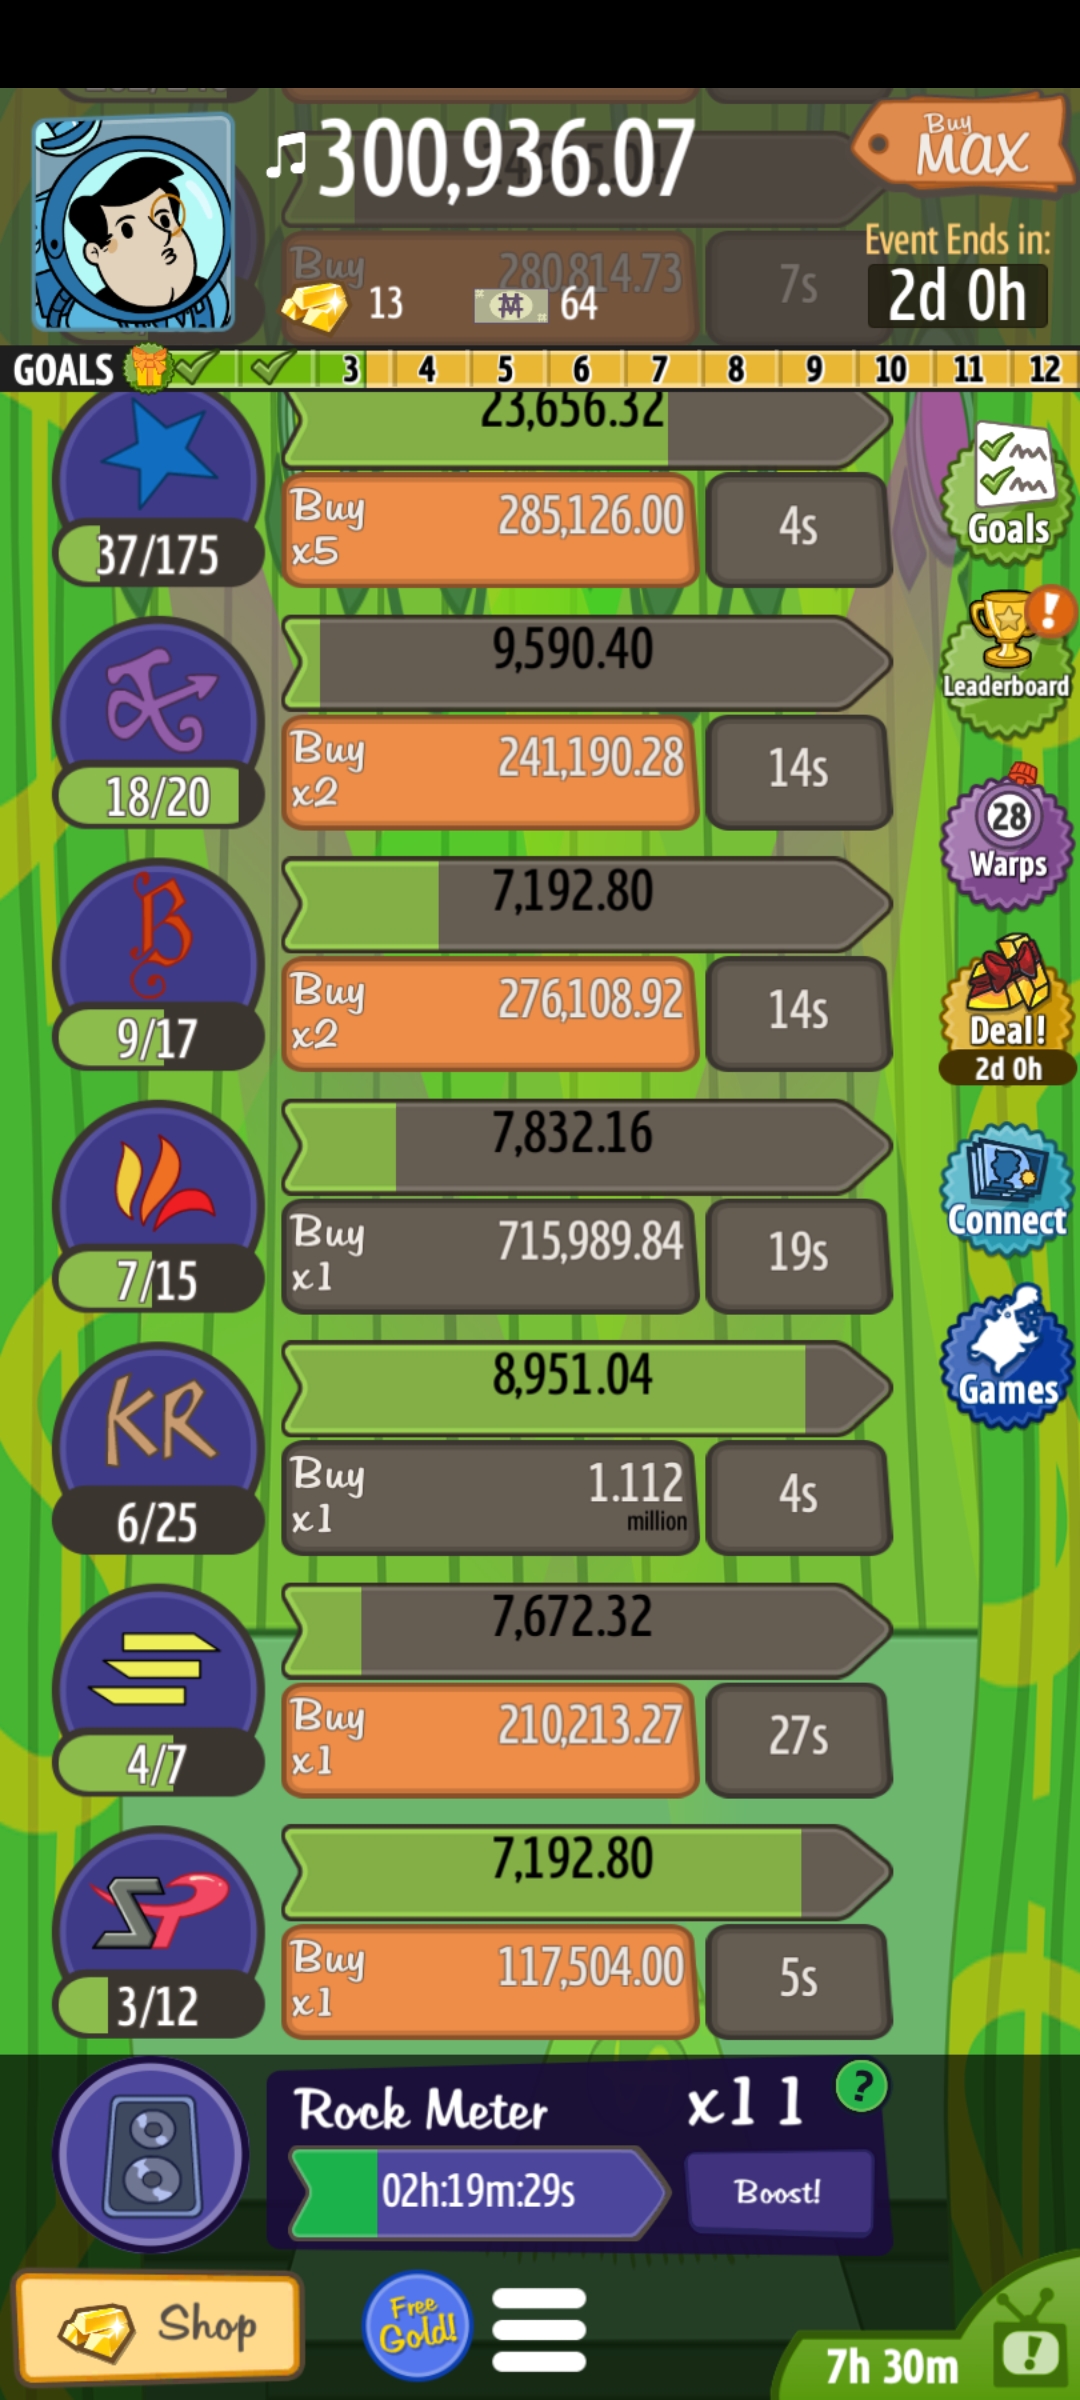 300,936.07
Buy
MAX
Buy 280,814.73
7s
13
64
Event Ends in:
2d 0h
GOALS 3 4 5 6 7 8 9 10 11 12
23,656.32
37/175
Buy
x5
285,126.00
4s
Goals
9,590.40
18/20
Buy
x2
241,190.28
14s
Leaderboard
28
Warps
7,192.80
B
9/17
Buy
x2
276,108.92
14s
Deal!
2d 0h
7,832.16
7/15
Buy
x1
715,989.84
19s
Connect
8,951.04
KR
6/25
Buy
x1
1.112
million
4s
Games
7,672.32
4/7
Buy
x1
210,213.27
27s
7,192.80
SP
3/12
Buy
x1
117,504.00
5s
Rock Meter
x11
?
02h:19m:29s
Boost!
Shop
Free
Gold!
7h 30m